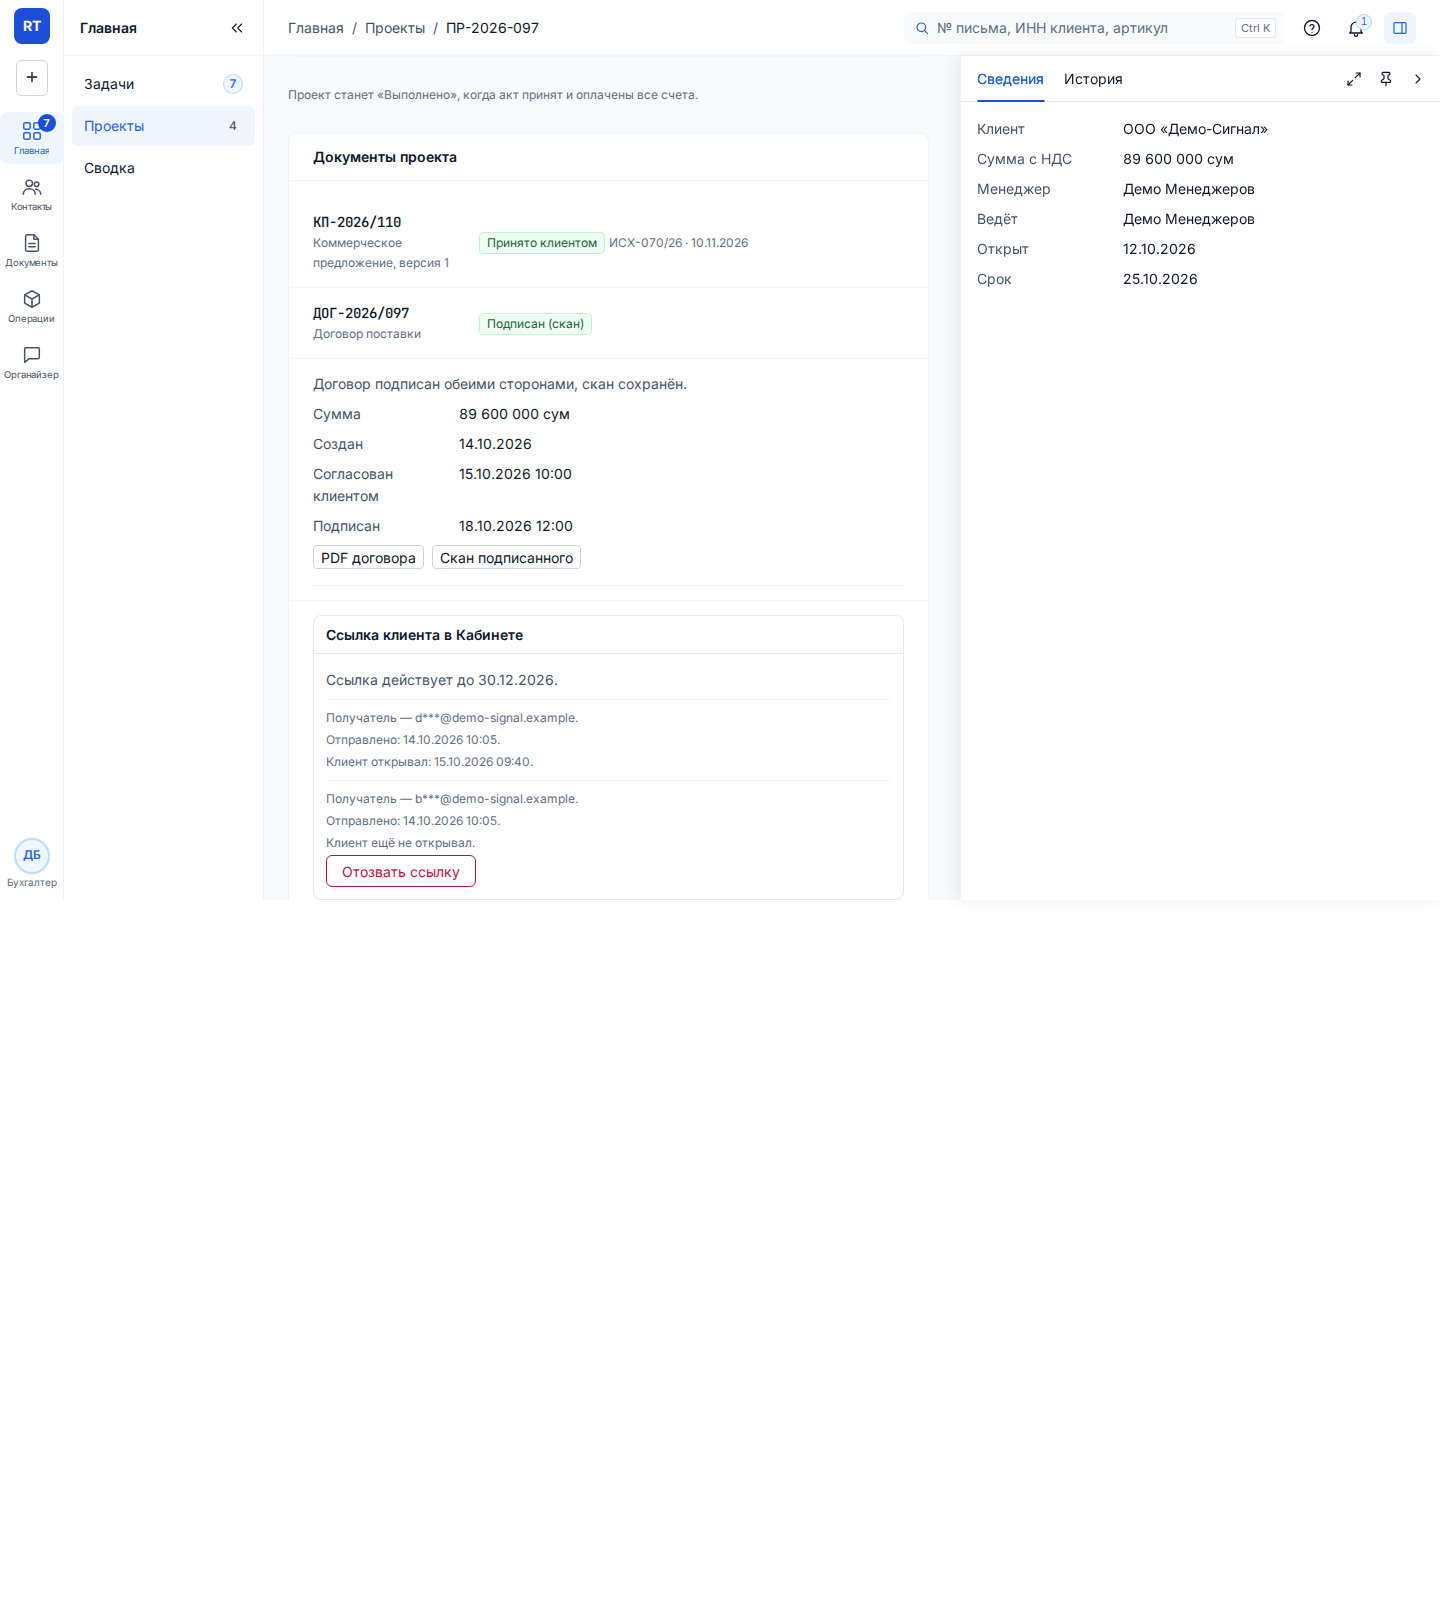 RT
Главная
Главная / Проекты / ПР-2026-097
№ письма, ИНН клиента, артикул
Ctrl K
1
+
7
Главная
Контакты
Документы
Операции
Органайзер
ДБ
Бухгалтер
Задачи 7
Проекты 4
Сводка
Проект станет «Выполнено», когда акт принят и оплачены все счета.
Документы проекта
КП-2026/110
Коммерческое
предложение, версия 1
Принято клиентом ИСХ-070/26 · 10.11.2026
ДОГ-2026/097
Договор поставки
Подписан (скан)
Договор подписан обеими сторонами, скан сохранён.
Сумма 89 600 000 сум
Создан 14.10.2026
Согласован 15.10.2026 10:00
клиентом
Подписан 18.10.2026 12:00
PDF договора Скан подписанного
Ссылка клиента в Кабинете
Ссылка действует до 30.12.2026.
Получатель — d***@demo-signal.example.
Отправлено: 14.10.2026 10:05.
Клиент открывал: 15.10.2026 09:40.
Получатель — b***@demo-signal.example.
Отправлено: 14.10.2026 10:05.
Клиент ещё не открывал.
Отозвать ссылку
Сведения История
Клиент ООО «Демо-Сигнал»
Сумма с НДС 89 600 000 сум
Менеджер Демо Менеджеров
Ведёт Демо Менеджеров
Открыт 12.10.2026
Срок 25.10.2026